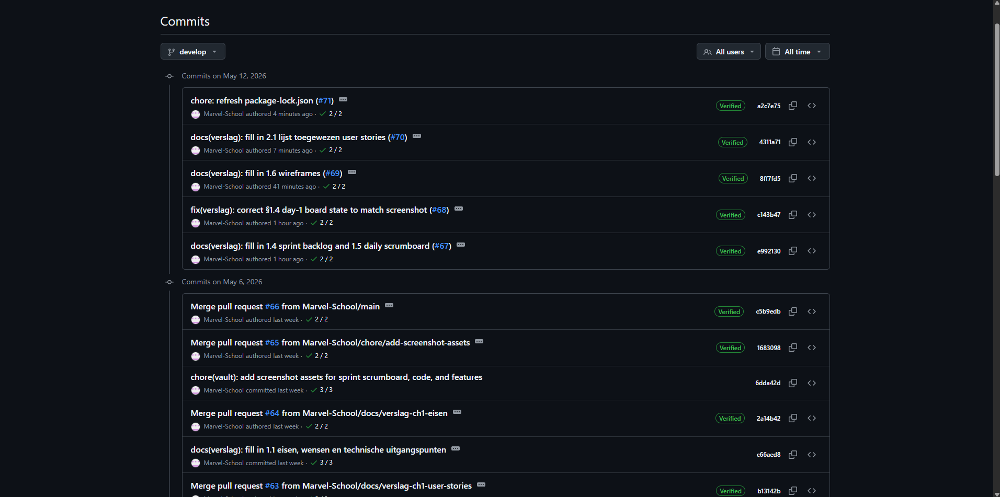 Commits
develop
All users
All time
Commits on May 12, 2026
chore: refresh package-lock.json (#71)
Verified
a2c7e75
Marvel-School authored 4 minutes ago · 2 / 2
docs(verslag): fill in 2.1 lijst toegewezen user stories (#70)
Verified
4311a71
Marvel-School authored 7 minutes ago · 2 / 2
docs(verslag): fill in 1.6 wireframes (#69)
Verified
8ff7fd5
Marvel-School authored 41 minutes ago · 2 / 2
fix(verslag): correct §1.4 day-1 board state to match screenshot (#68)
Verified
c143b47
Marvel-School authored 1 hour ago · 2 / 2
docs(verslag): fill in 1.4 sprint backlog and 1.5 daily scrumboard (#67)
Verified
e992130
Marvel-School authored 1 hour ago · 2 / 2
Commits on May 6, 2026
Merge pull request #66 from Marvel-School/main
Verified
c5b9edb
Marvel-School authored last week · 2 / 2
Merge pull request #65 from Marvel-School/chore/add-screenshot-assets
Verified
1683098
Marvel-School authored last week · 2 / 2
chore(vault): add screenshot assets for sprint scrumboard, code, and features
6dda42d
Marvel-School committed last week · 3 / 3
Merge pull request #64 from Marvel-School/docs/verslag-ch1-eisen
Verified
2a14b42
Marvel-School authored last week · 2 / 2
docs(verslag): fill in 1.1 eisen, wensen en technische uitgangspunten
c66aed8
Marvel-School committed last week · 3 / 3
Merge pull request #63 from Marvel-School/docs/verslag-ch1-user-stories
Verified
b13142b